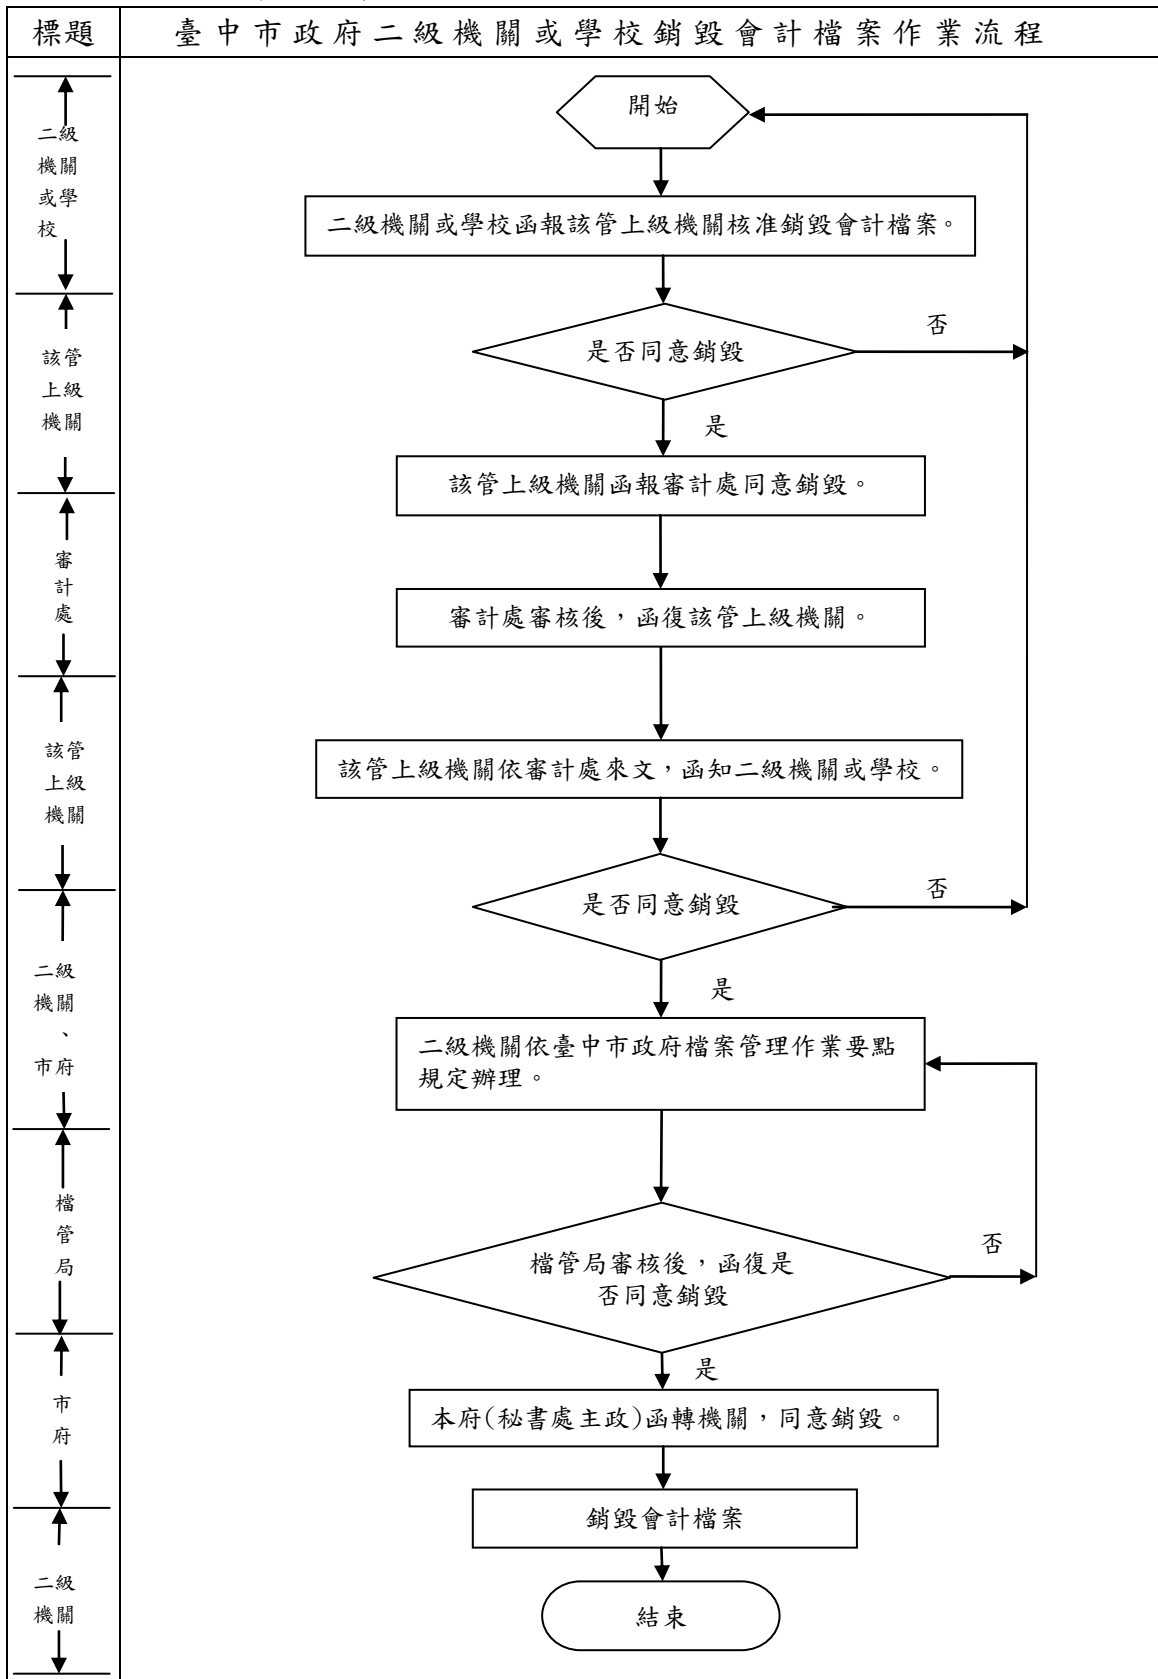 標題
臺中市政府二級機關或學校銷毀會計檔案作業流程
二級
機關
或學
校
該管
上級
機關
審
計
處
該管
上級
機關
二級
機關
、
市府
檔
管
局
市
府
二級
機關
開始
二級機關或學校函報該管上級機關核准銷毀會計檔案。
是否同意銷毀
否
是
該管上級機關函報審計處同意銷毀。
審計處審核後，函復該管上級機關。
該管上級機關依審計處來文，函知二級機關或學校。
是否同意銷毀
否
是
二級機關依臺中市政府檔案管理作業要點
規定辦理。
檔管局審核後，函復是
否同意銷毀
否
是
本府(秘書處主政)函轉機關，同意銷毀。
銷毀會計檔案
結束